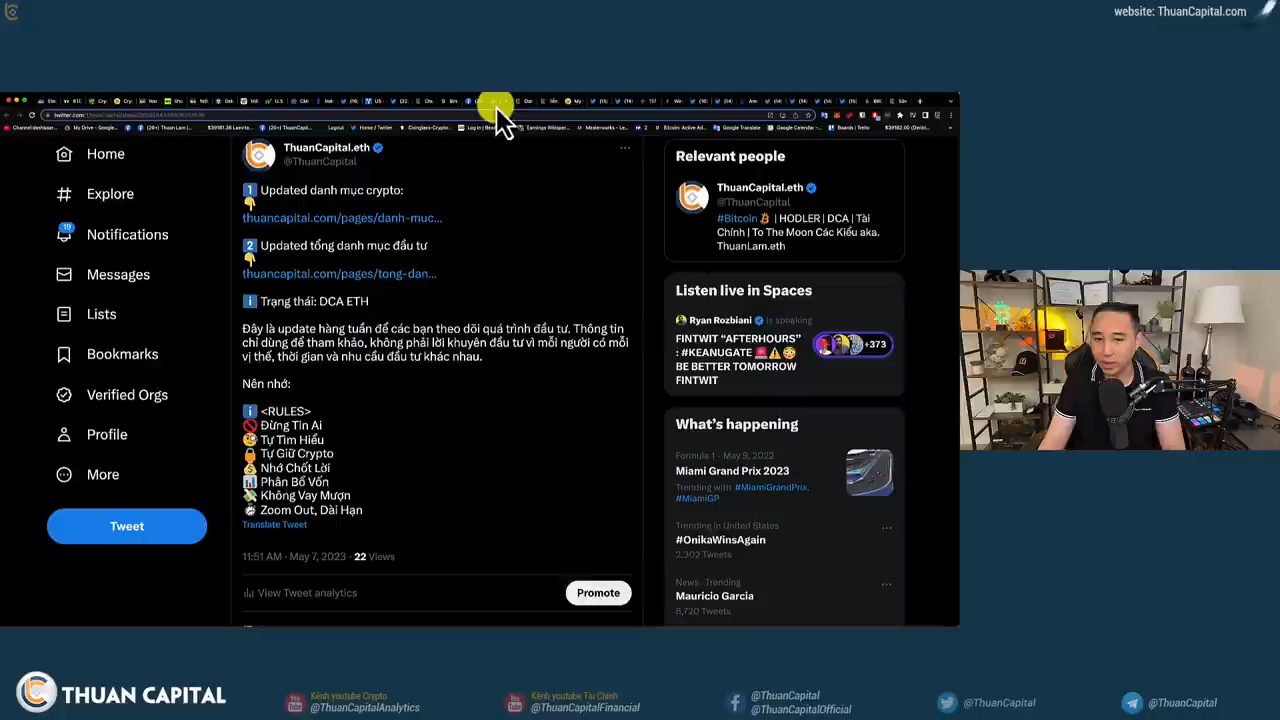 website: ThuanCapital.com
Home
Explore
19
Notifications
Messages
Lists
Bookmarks
Verified Orgs
Profile
More
Tweet
ThuanCapital.eth
@ThuanCapital
1 Updated danh mục crypto:
thuancapital.com/pages/danh-muc...
2 Updated tổng danh mục đầu tư
thuancapital.com/pages/tong-dan...
Trạng thái: DCA ETH
Đây là update hàng tuần để các bạn theo dõi quá trình đầu tư. Thông tin
chỉ dùng để tham khảo, không phải lời khuyên đầu tư vì mỗi người có mỗi
vị thế, thời gian và nhu cầu đầu tư khác nhau.
Nên nhớ:
<RULES>
Đừng Tin Ai
Tự Tìm Hiểu
Tự Giữ Crypto
Nhớ Chốt Lời
Phân Bổ Vốn
Không Vay Mượn
Zoom Out, Dài Hạn
Translate Tweet
11:51 AM · May 7, 2023 · 22 Views
View Tweet analytics
Promote
Relevant people
ThuanCapital.eth
@ThuanCapital
#Bitcoin | HODLER | DCA | Tài
Chính | To The Moon Các Kiểu aka.
ThuanLam.eth
Listen live in Spaces
Ryan Rozbiani is speaking
FINTWIT “AFTERHOURS”
: #KEANUGATE
BE BETTER TOMORROW
FINTWIT
+373
What’s happening
Formula 1 · May 9, 2022
Miami Grand Prix 2023
Trending with #MiamiGrandPrix,
#MiamiGP
Trending in United States
#OnikaWinsAgain
2,302 Tweets
News · Trending
Mauricio Garcia
8,720 Tweets
THUAN CAPITAL
Kênh youtube Crypto
@ThuanCapitalAnalytics
Kênh youtube Tài Chính
@ThuanCapitalFinancial
@ThuanCapital
@ThuanCapitalOfficial
@ThuanCapital
@ThuanCapital